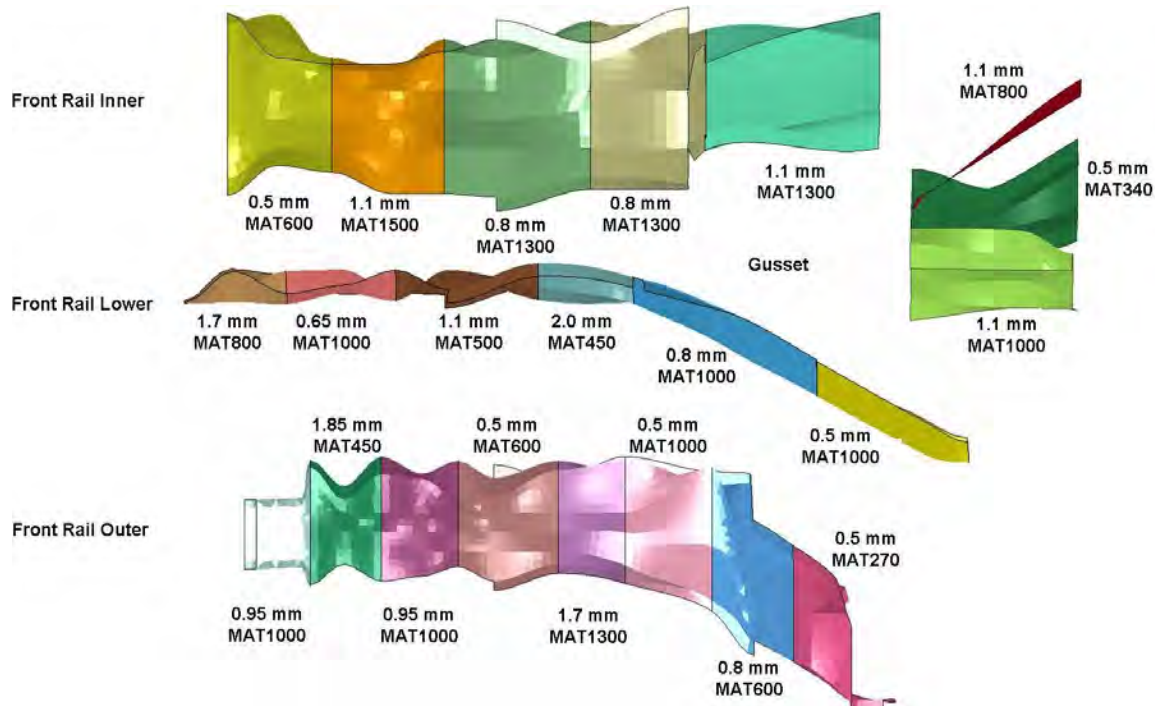 Front Rail Inner
0.5 mm
MAT600
1.1 mm
MAT1500
0.8 mm
MAT1300
0.8 mm
MAT1300
1.1 mm
MAT1300
1.1 mm
MAT800
0.5 mm
MAT340
Gusset
1.1 mm
MAT1000
Front Rail Lower
1.7 mm
MAT800
0.65 mm
MAT1000
1.1 mm
MAT500
2.0 mm
MAT450
0.8 mm
MAT1000
0.5 mm
MAT1000
Front Rail Outer
1.85 mm
MAT450
0.5 mm
MAT600
0.5 mm
MAT1000
0.5 mm
MAT270
0.95 mm
MAT1000
0.95 mm
MAT1000
1.7 mm
MAT1300
0.8 mm
MAT600